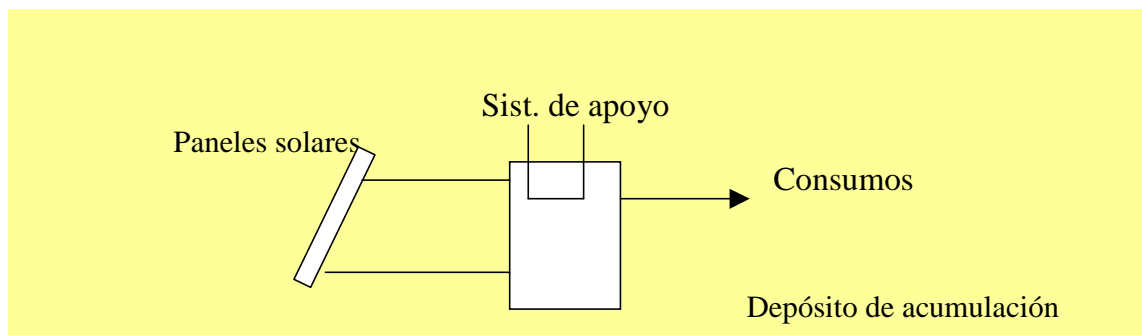 Sist. de apoyo
Paneles solares
Consumos
Depósito de acumulación